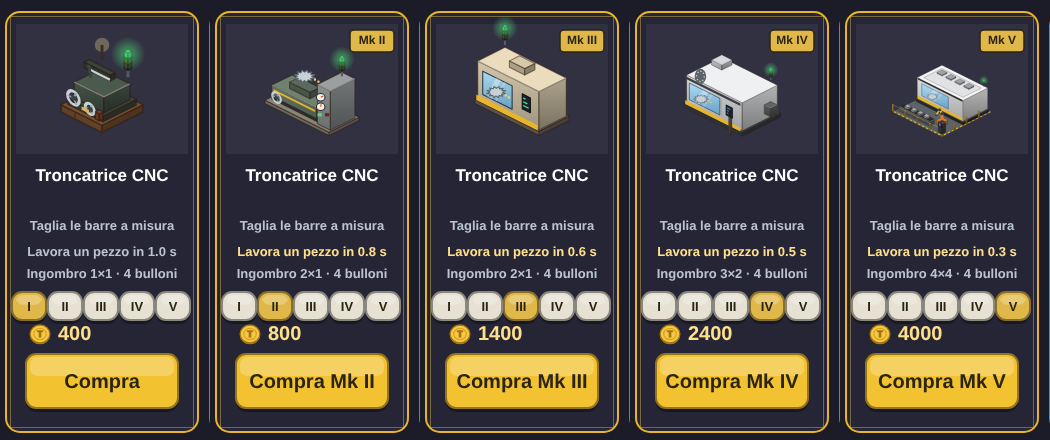 Troncatrice CNC
Taglia le barre a misura
Lavora un pezzo in 1.0 s
Ingombro 1×1 · 4 bulloni
I II III IV V
400
Compra
Mk II
Troncatrice CNC
Taglia le barre a misura
Lavora un pezzo in 0.8 s
Ingombro 2×1 · 4 bulloni
I II III IV V
800
Compra Mk II
Mk III
Troncatrice CNC
Taglia le barre a misura
Lavora un pezzo in 0.6 s
Ingombro 2×1 · 4 bulloni
I II III IV V
1400
Compra Mk III
Mk IV
Troncatrice CNC
Taglia le barre a misura
Lavora un pezzo in 0.5 s
Ingombro 3×2 · 4 bulloni
I II III IV V
2400
Compra Mk IV
Mk V
Troncatrice CNC
Taglia le barre a misura
Lavora un pezzo in 0.3 s
Ingombro 4×4 · 4 bulloni
I II III IV V
4000
Compra Mk V